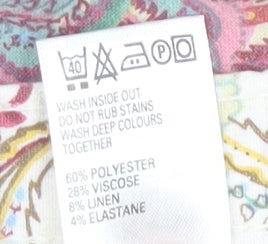 40 P
WASH INSIDE OUT
DO NOT RUB STAINS
WASH DEEP COLOURS
TOGETHER
60% POLYESTER
28% VISCOSE
8% LINEN
4% ELASTANE